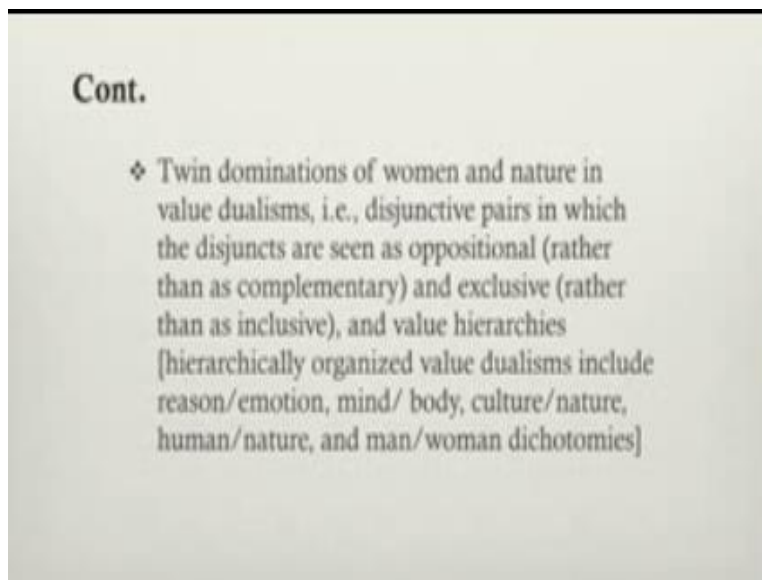 Cont.
❖ Twin dominations of women and nature in
value dualisms, i.e., disjunctive pairs in which
the disjuncts are seen as oppositional (rather
than as complementary) and exclusive (rather
than as inclusive), and value hierarchies
[hierarchically organized value dualisms include
reason/emotion, mind/ body, culture/nature,
human/nature, and man/woman dichotomies]